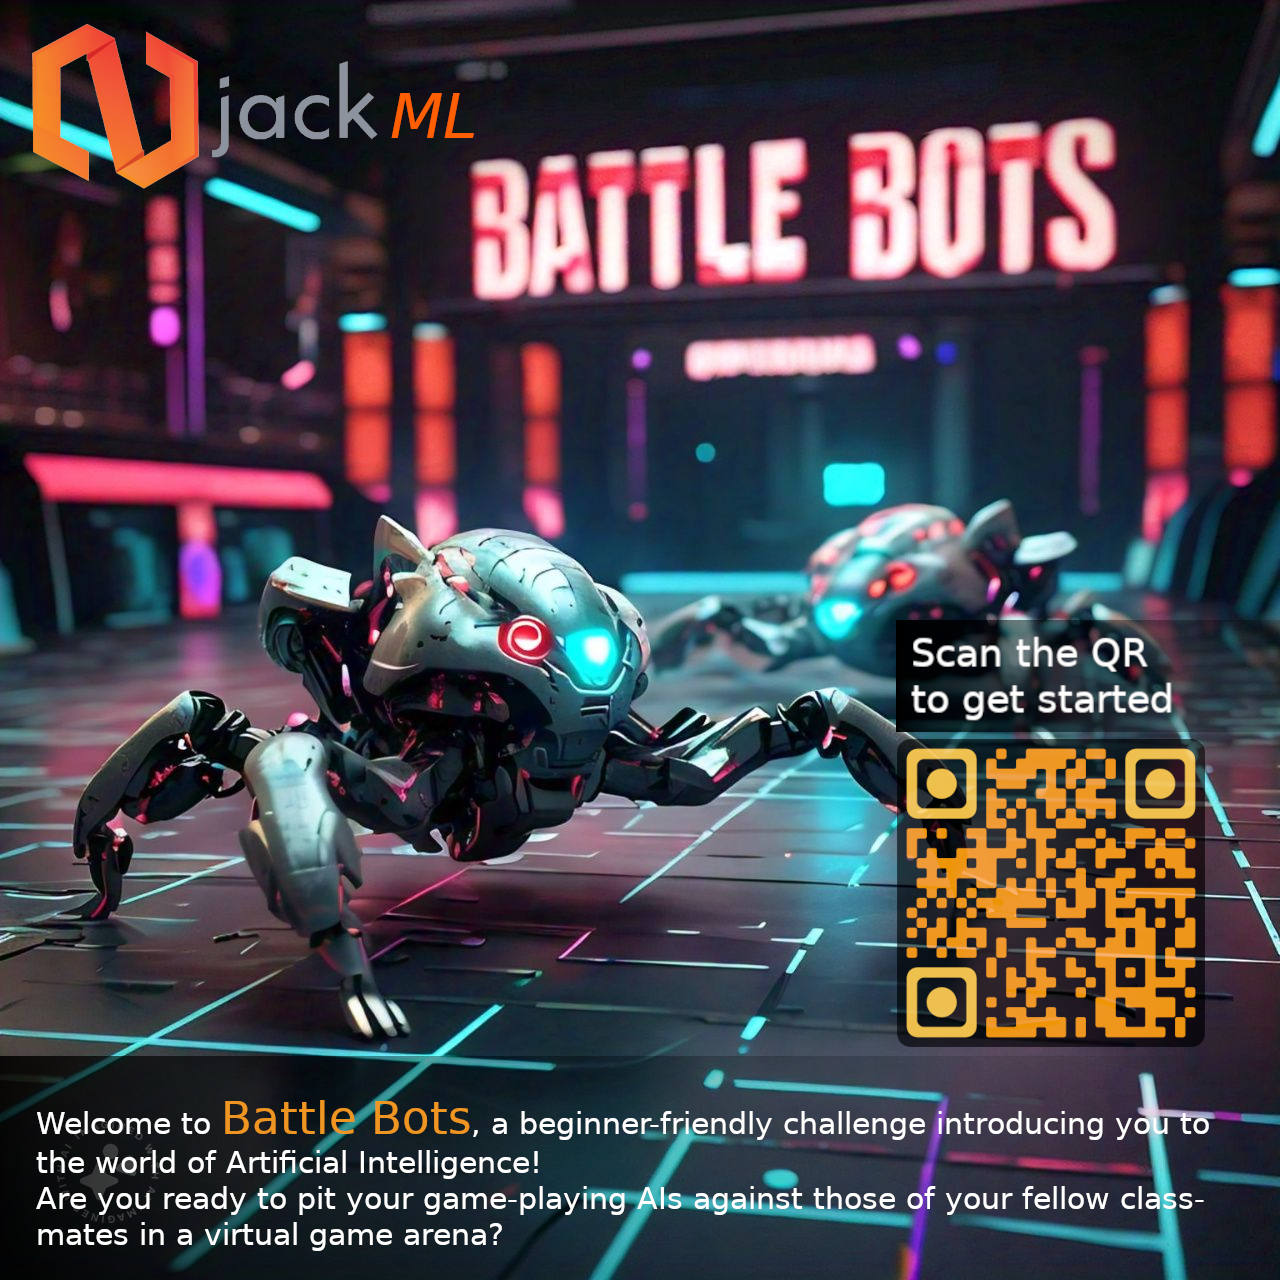 jack ML
BATTLE BOTS
Scan the QR
to get started
Welcome to Battle Bots, a beginner-friendly challenge introducing you to
the world of Artificial Intelligence!
Are you ready to pit your game-playing AIs against those of your fellow class-
mates in a virtual game arena?